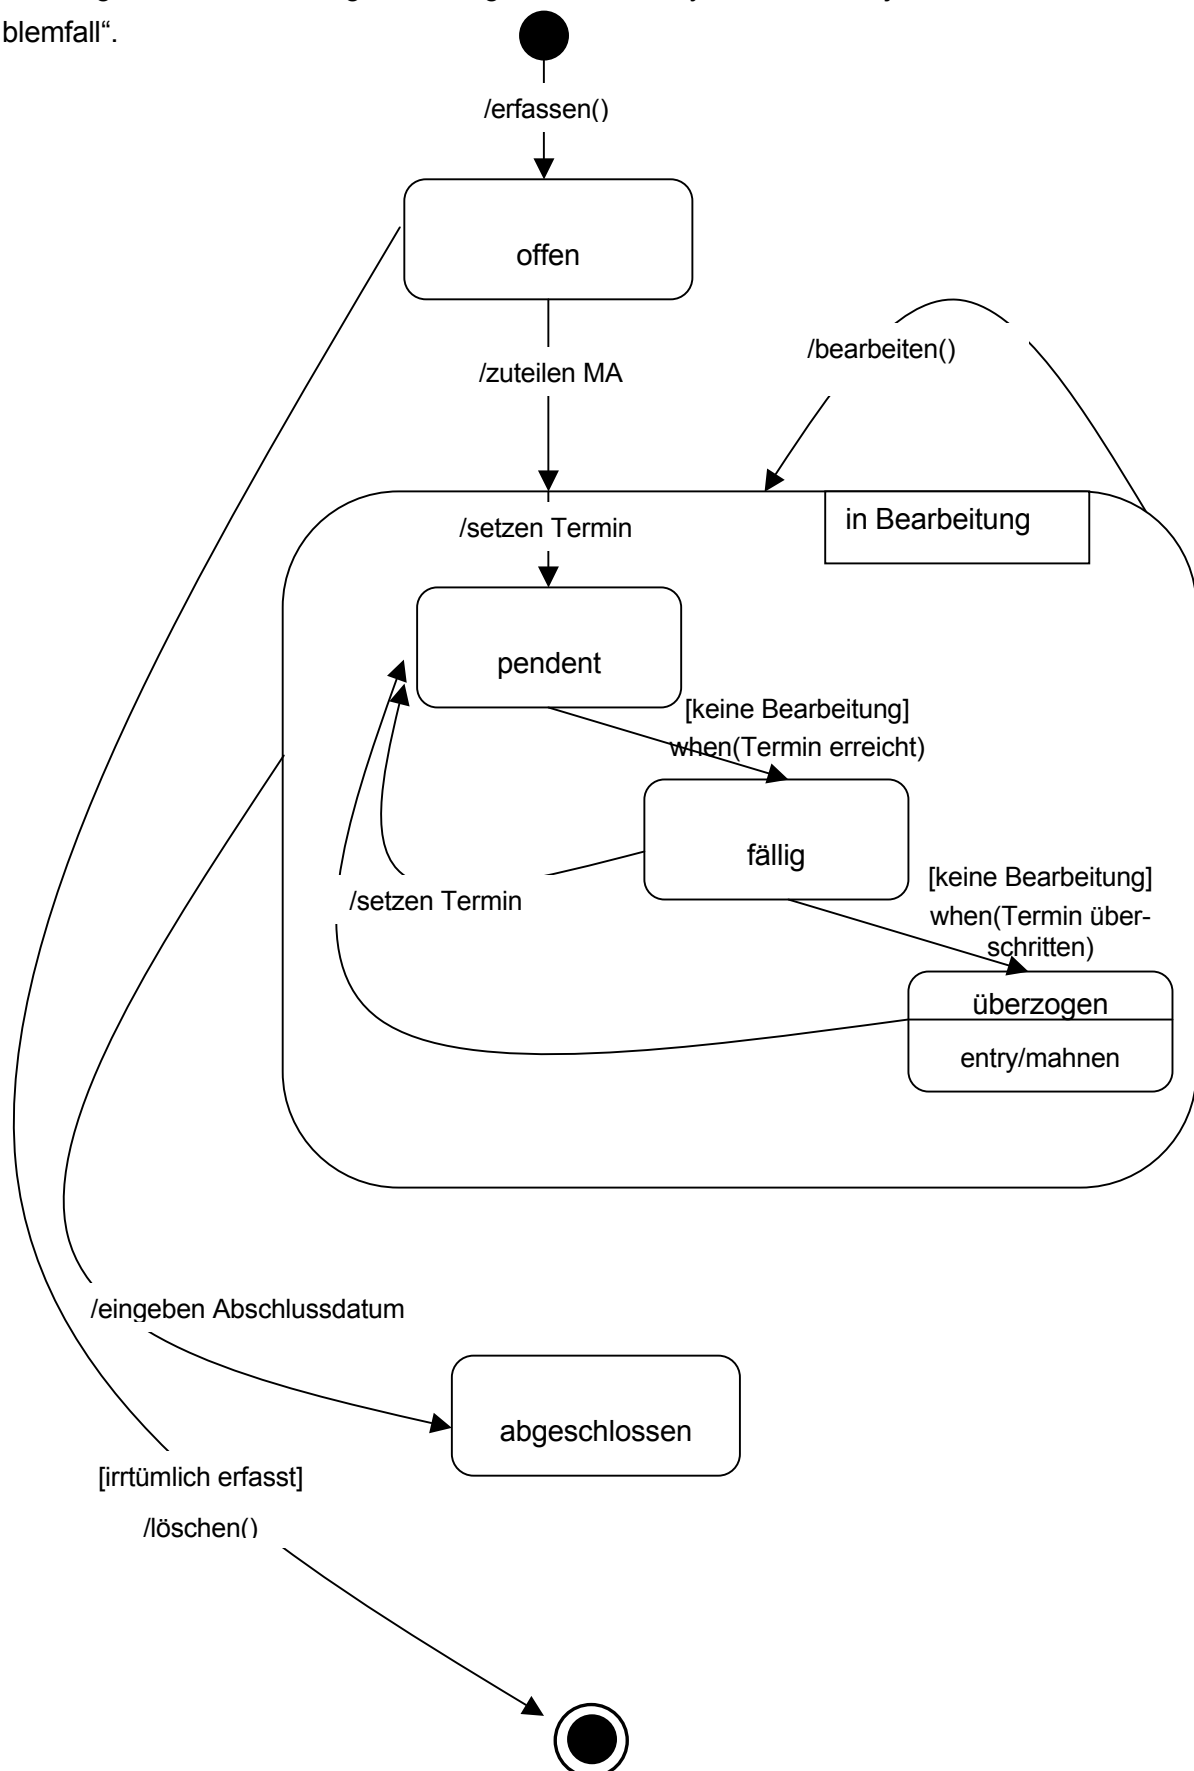 blemfall“.
/erfassen()
offen
/zuteilen MA
/bearbeiten()
in Bearbeitung
/setzen Termin
pendent
[keine Bearbeitung]
when(Termin erreicht)
fällig
[keine Bearbeitung]
when(Termin über-
schritten)
/setzen Termin
überzogen
entry/mahnen
/eingeben Abschlussdatum
abgeschlossen
[irrtümlich erfasst]
/löschen()